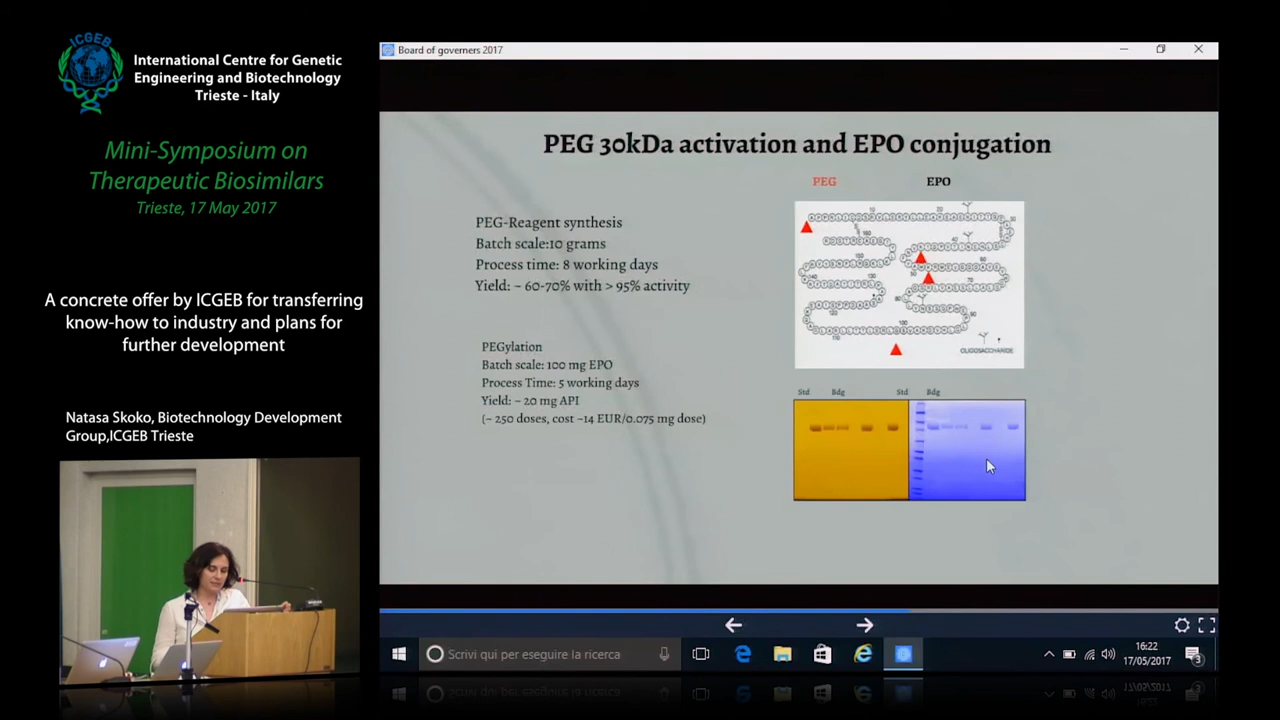 ICGEB
International Centre for Genetic
Engineering and Biotechnology
Trieste - Italy
Mini-Symposium on
Therapeutic Biosimilars
Trieste, 17 May 2017
A concrete offer by ICGEB for transferring
know-how to industry and plans for
further development
Natasa Skoko, Biotechnology Development
Group,ICGEB Trieste
Board of governers 2017
PEG 30kDa activation and EPO conjugation
PEG EPO
PEG-Reagent synthesis
Batch scale:10 grams
Process time: 8 working days
Yield: ~ 60-70% with > 95% activity
PEGylation
Batch scale: 100 mg EPO
Process Time: 5 working days
Yield: ~ 20 mg API
(~ 250 doses, cost ~14 EUR/0.075 mg dose)
OLIGOSACCHARIDE
Std Bdg Std Bdg
Scrivi qui per eseguire la ricerca
16:22
17/05/2017
3